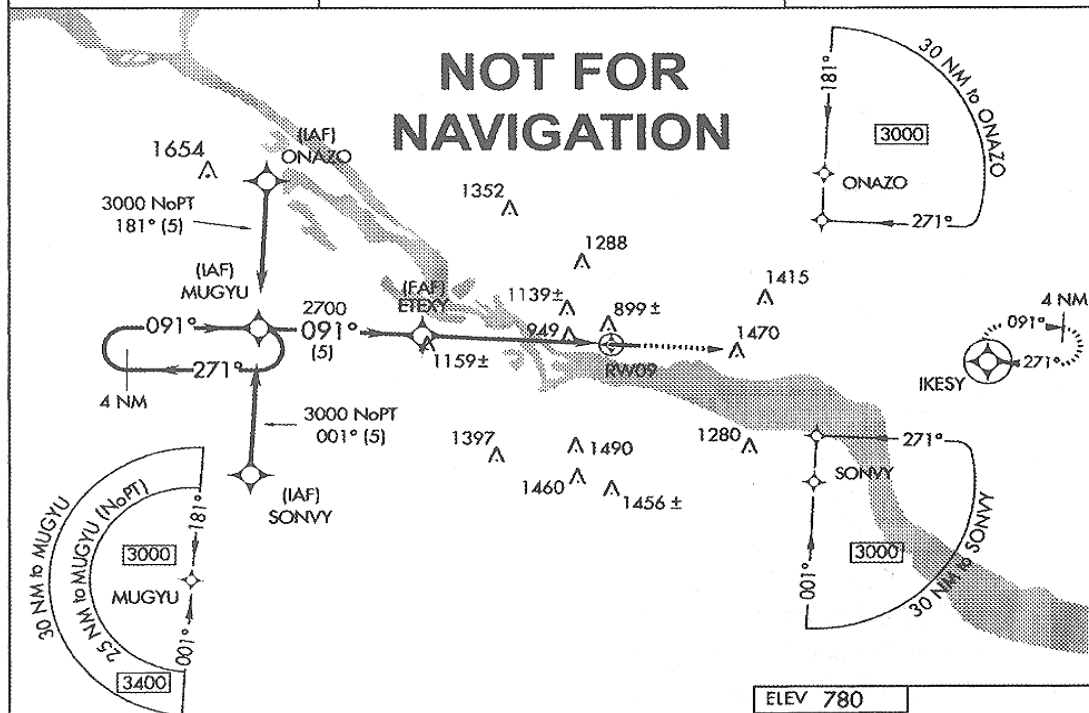 NOT FOR
NAVIGATION
30 NM to ONAZO
181°
3000
ONAZO
271°
1654
(IAF)
ONAZO
3000 NoPT
181° (5)
1352
1288
(IAF)
MUGYU
2700
091°
091°
(5)
(FAF)
ETEXY
1139±
899 ±
949
1415
1470
4 NM
091°
271°
IKESY
271°
4 NM
1159±
RW09
3000 NoPT
001° (5)
(IAF)
SONVY
1397
1490
1460
1456 ±
1280
271°
SONVY
3000
001°
30 NM to SONVY
30 NM to MUGYU
25 NM to MUGYU (NoPT)
181°
3000
MUGYU
001°
3400
ELEV 780